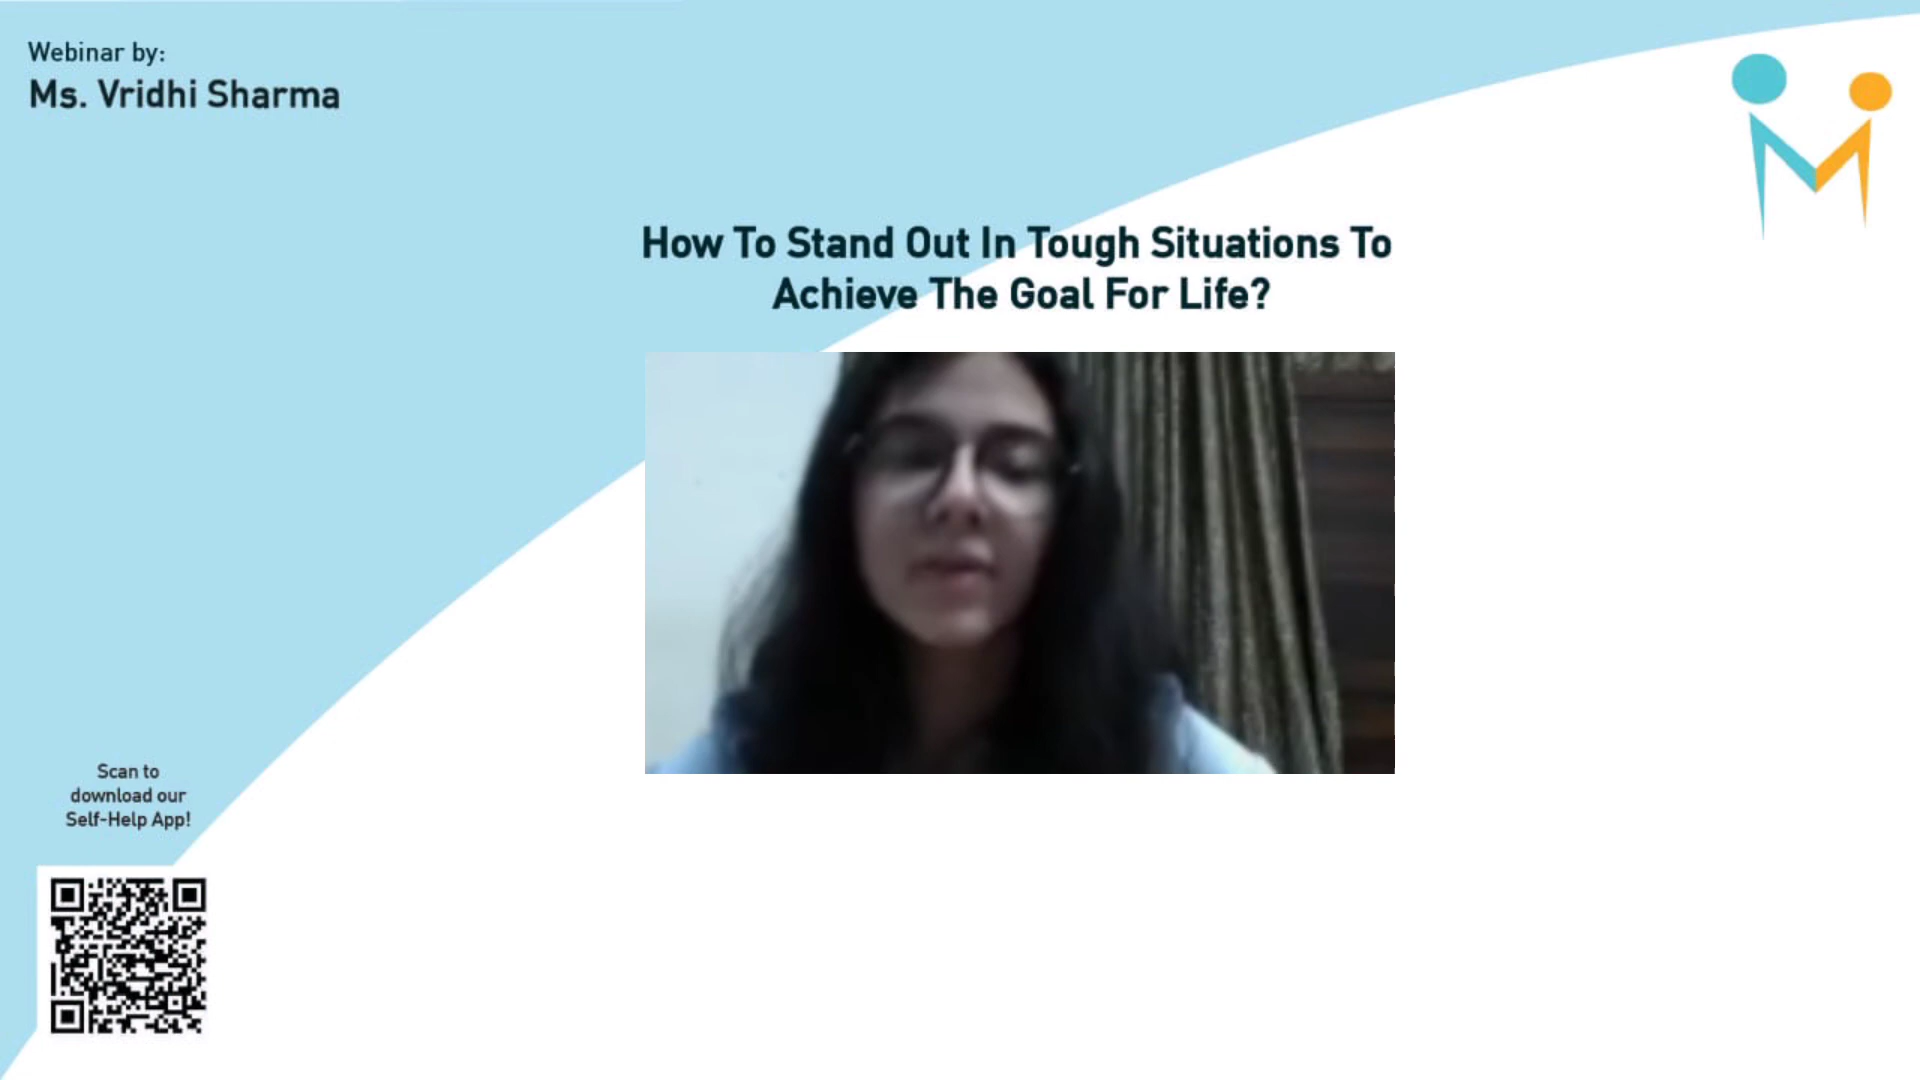 Webinar by:
Ms. Vridhi Sharma
How To Stand Out In Tough Situations To
Achieve The Goal For Life?
Scan to
download our
Self-Help App!